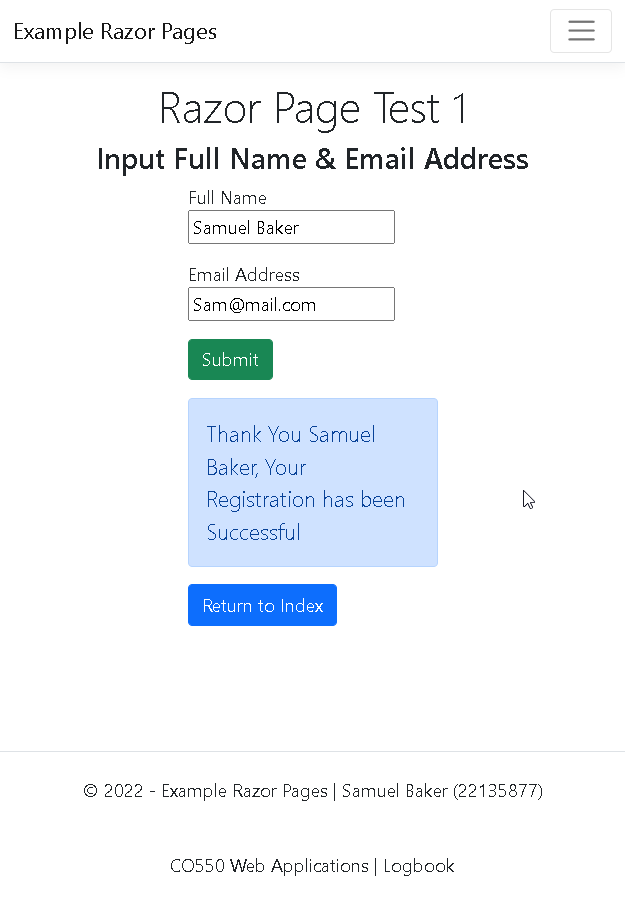 Example Razor Pages
Razor Page Test 1
Input Full Name & Email Address
Full Name
Samuel Baker
Email Address
Sam@mail.com
Submit
Thank You Samuel
Baker, Your
Registration has been
Successful
Return to Index
© 2022 - Example Razor Pages | Samuel Baker (22135877)
CO550 Web Applications | Logbook